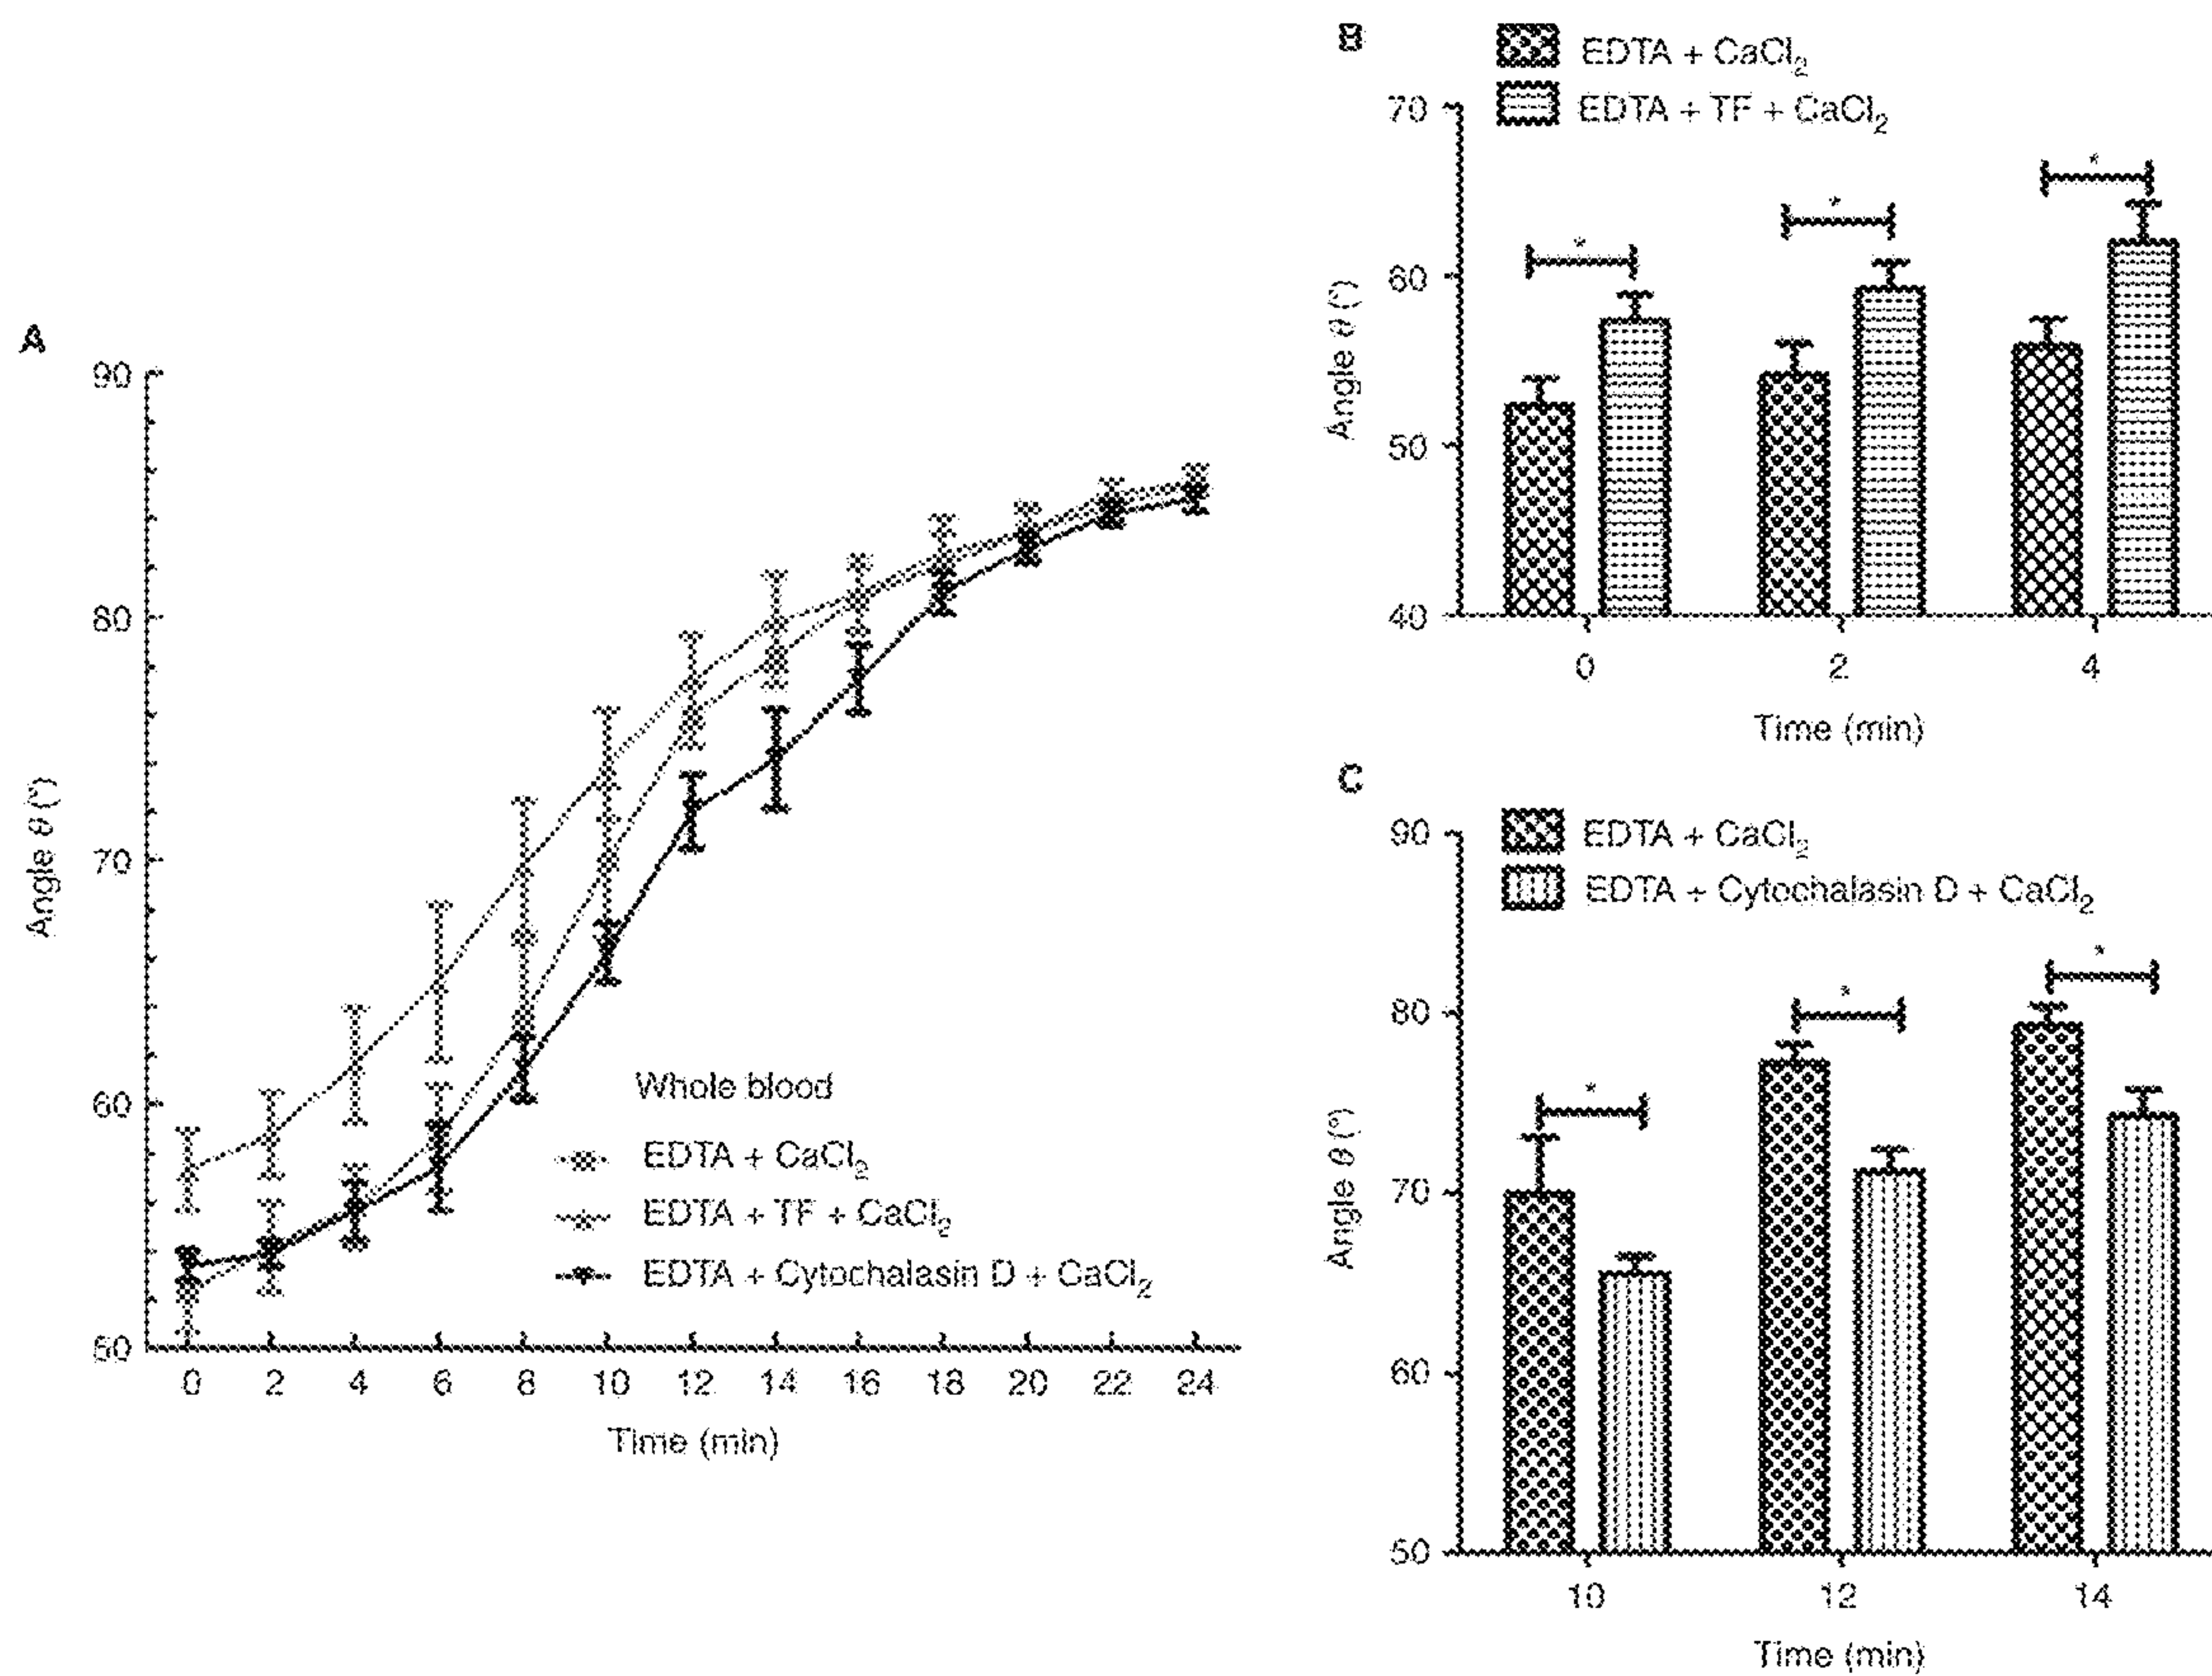 A
90
80
70
60
50
Angle θ (°)
0 2 4 6 8 10 12 14 16 18 20 22 24
Time (min)
Whole blood
EDTA + CaCl₂
EDTA + TF + CaCl₂
EDTA + Cytochalasin D + CaCl₂
B
EDTA + CaCl₂
EDTA + TF + CaCl₂
70
60
50
40
Angle θ (°)
* * *
0 2 4
Time (min)
C
EDTA + CaCl₂
EDTA + Cytochalasin D + CaCl₂
90
80
70
60
50
Angle θ (°)
* * *
10 12 14
Time (min)